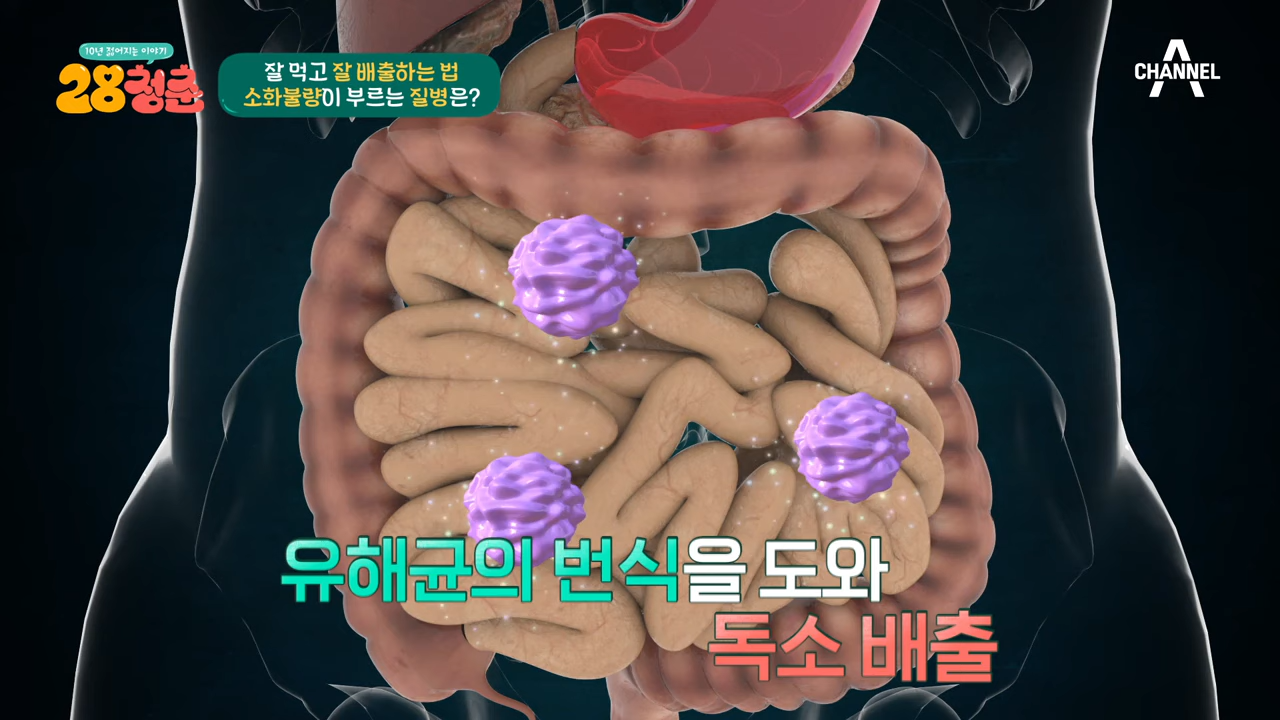 10년 젊어지는 이야기
28청춘
잘 먹고 잘 배출하는 법
소화불량이 부르는 질병은?
CHANNEL A
유해균의 번식을 도와
독소 배출